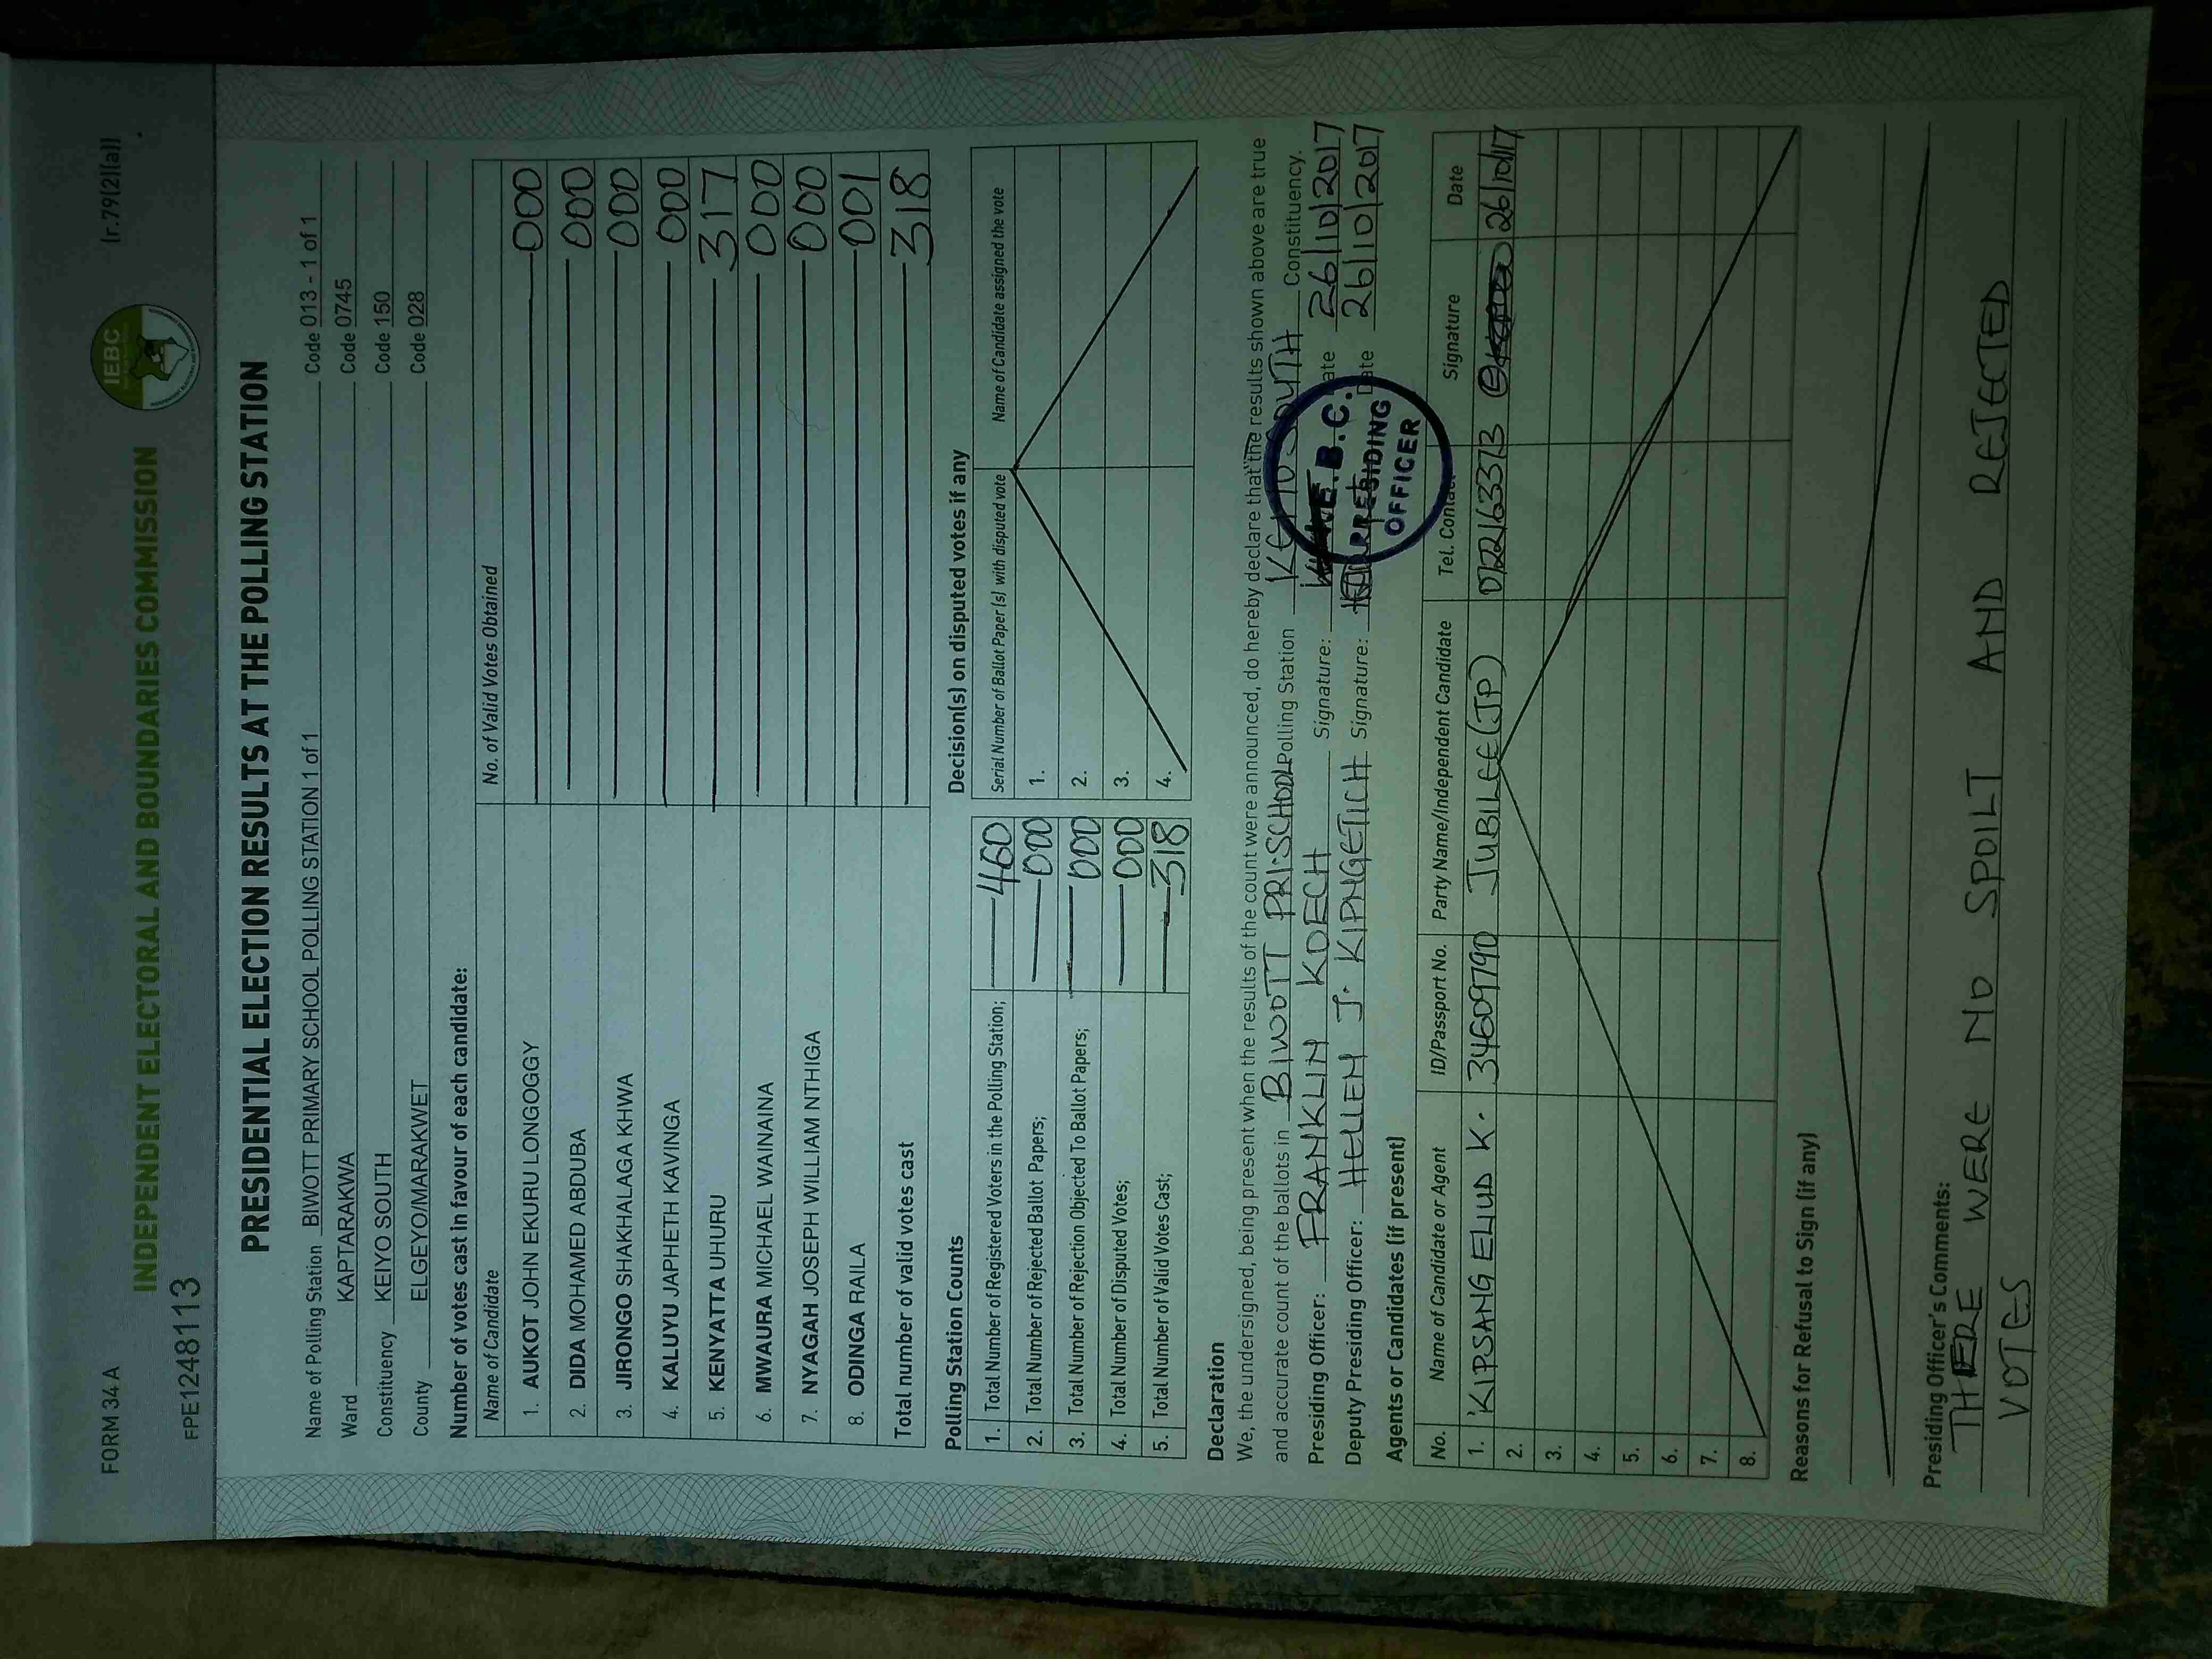 FORM 34 A
(r.79(2)(a))
IEBC
INDEPENDENT ELECTORAL AND BOUNDARIES COMMISSION
FPE1248113
PRESIDENTIAL ELECTION RESULTS AT THE POLLING STATION
Name of Polling Station BIWOTT PRIMARY SCHOOL POLLING STATION 1 of 1 Code 013 - 1 of 1
Ward KAPTARAKWA Code 0745
Constituency KEIYO SOUTH Code 150
County ELGEYO/MARAKWET Code 028
Number of votes cast in favour of each candidate:
Name of Candidate No. of Valid Votes Obtained
1. AUKOT JOHN EKURU LONGOGGY 000
2. DIDA MOHAMED ABDUBA 000
3. JIRONGO SHAKHALAGA KHWA 000
4. KALUYU JAPHETH KAVINGA 000
5. KENYATTA UHURU 317
6. MWAURA MICHAEL WAINAINA 000
7. NYAGAH JOSEPH WILLIAM NTHIGA 000
8. ODINGA RAILA 001
Total number of valid votes cast 318
Polling Station Counts
1. Total Number of Registered Voters in the Polling Station; 460
2. Total Number of Rejected Ballot Papers; 000
3. Total Number of Rejection Objected To Ballot Papers; 000
4. Total Number of Disputed Votes; 000
5. Total Number of Valid Votes Cast; 318
Decision(s) on disputed votes if any
Serial Number of Ballot Paper(s) with disputed vote Name of Candidate assigned the vote
1.
2.
3.
4.
Declaration
We, the undersigned, being present when the results of the count were announced, do hereby declare that the results shown above are true
and accurate count of the ballots in BIWOTT PRI. SCHOOL Polling Station KEIYO SOUTH Constituency.
Presiding Officer: FRANKLIN KOECH Signature: Date 26/10/2017
Deputy Presiding Officer: HELLEN J. KIPNGETICH Signature: Date 26/10/2017
I.E.B.C.
PRESIDING
OFFICER
Agents or Candidates (if present)
No. Name of Candidate or Agent ID/Passport No. Party Name/Independent Candidate Tel. Contact Signature Date
1. KIPSANG ELIUD K. 34609790 JUBILEE (JP) 0722163373 26/10/17
2.
3.
4.
5.
6.
7.
8.
Reasons for Refusal to Sign (if any)
Presiding Officer's Comments:
THERE WERE NO SPOILT AND REJECTED
VOTES